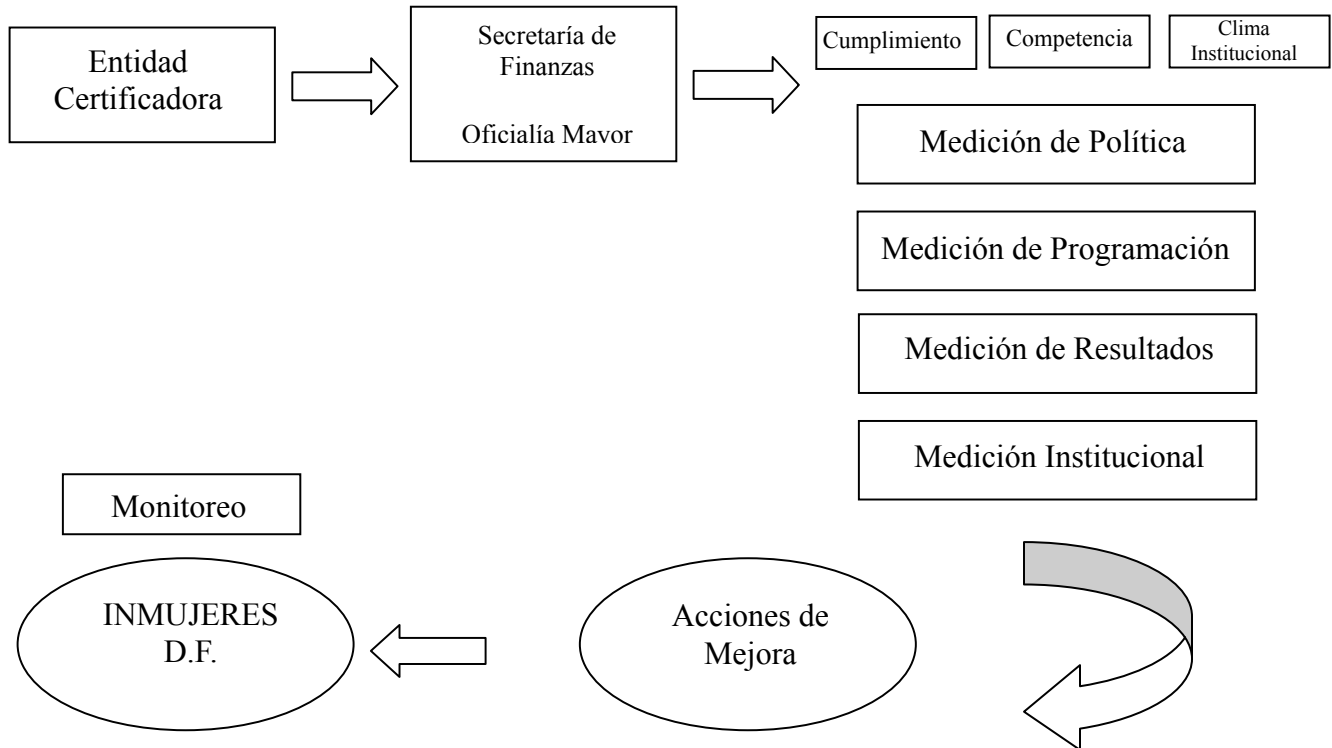 Entidad
Certificadora
Secretaría de
Finanzas
Oficialía Mavor
Cumplimiento
Competencia
Clima
Institucional
Medición de Política
Medición de Programación
Medición de Resultados
Medición Institucional
Monitoreo
INMUJERES
D.F.
Acciones de
Mejora